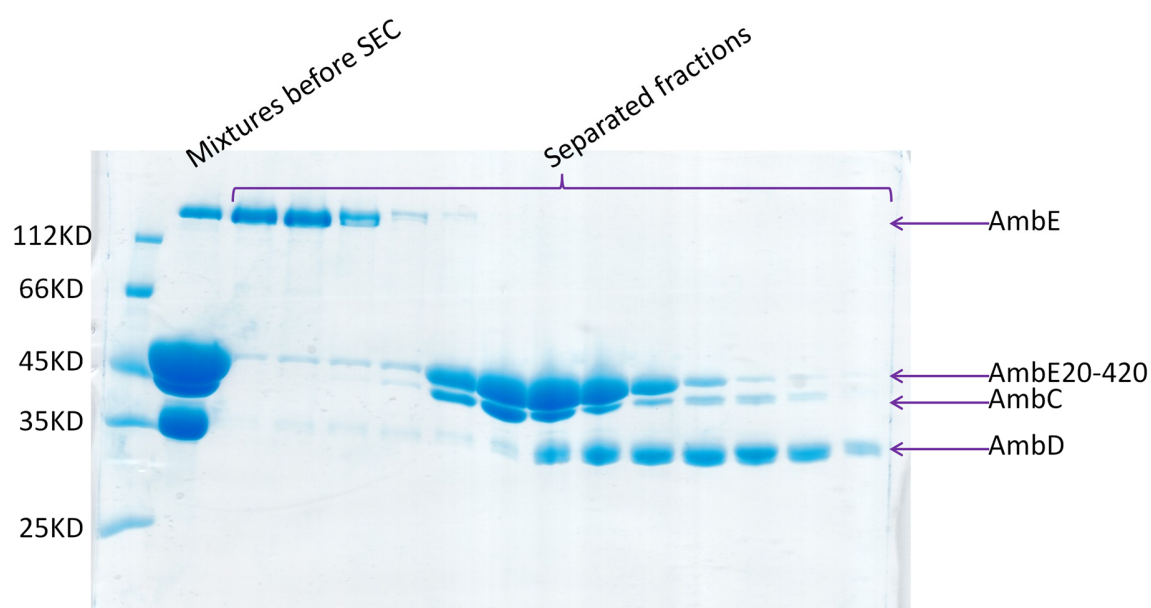 Mixtures before SEC
Separated fractions
112KD
66KD
45KD
35KD
25KD
AmbE
AmbE20-420
AmbC
AmbD